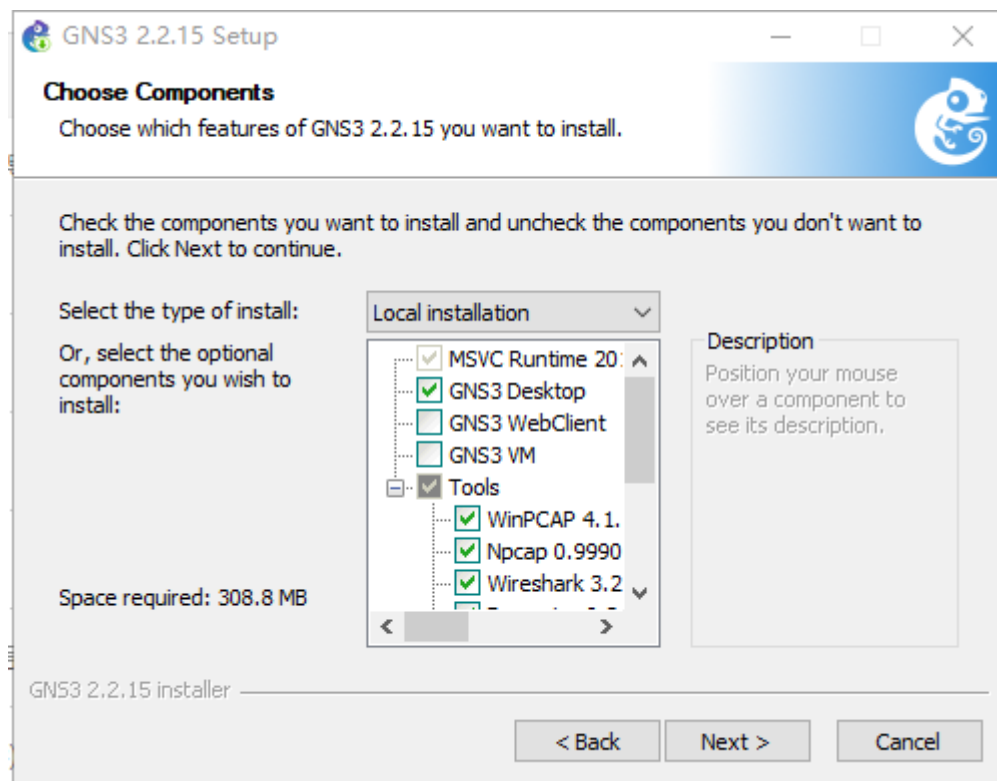 GNS3 2.2.15 Setup
Choose Components
Choose which features of GNS3 2.2.15 you want to install.
Check the components you want to install and uncheck the components you don't want to
install. Click Next to continue.
Select the type of install:
Local installation
Or, select the optional
components you wish to
install:
MSVC Runtime 20
GNS3 Desktop
GNS3 WebClient
GNS3 VM
Tools
WinPCAP 4.1.
Npcap 0.9990
Wireshark 3.2
Description
Position your mouse
over a component to
see its description.
Space required: 308.8 MB
GNS3 2.2.15 installer
< Back
Next >
Cancel